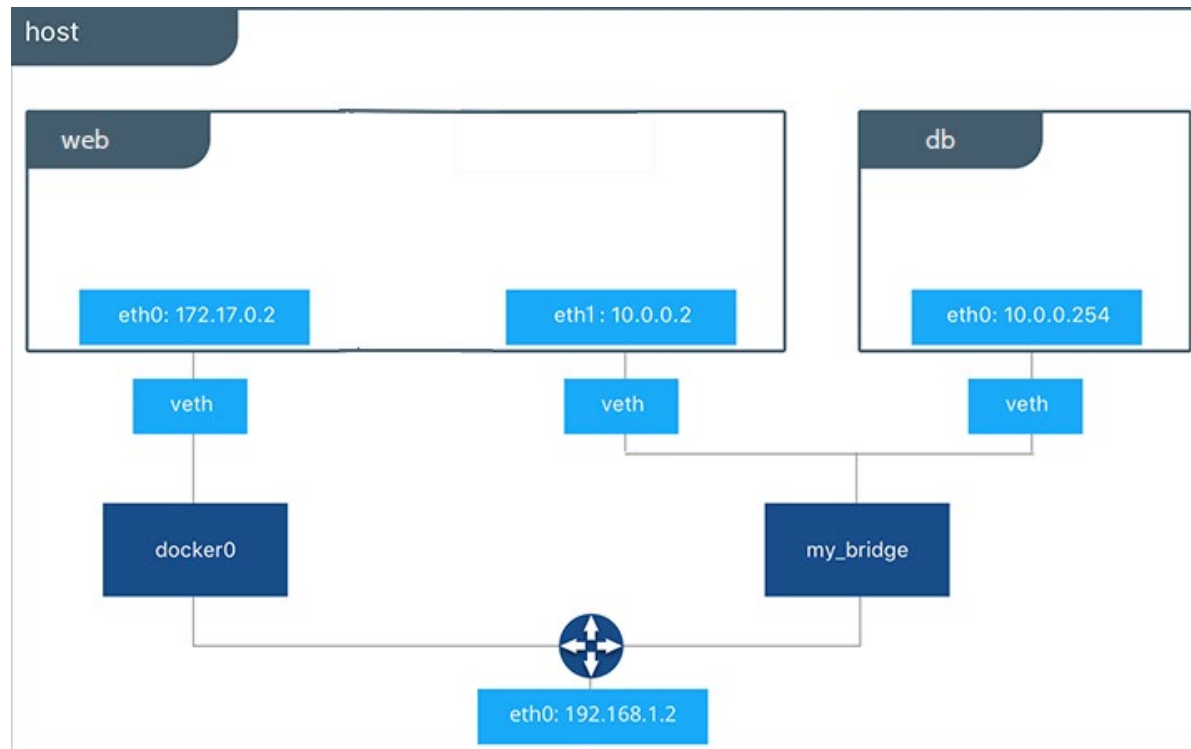 host
web
db
eth0: 172.17.0.2
eth1 : 10.0.0.2
eth0: 10.0.0.254
veth
veth
veth
docker0
my_bridge
eth0: 192.168.1.2